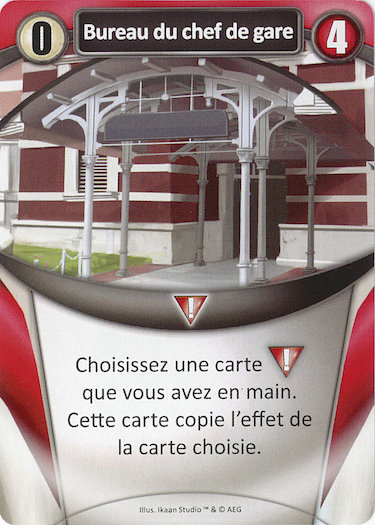 0 Bureau du chef de gare 4
!
Choisissez une carte !
que vous avez en main.
Cette carte copie l'effet de
la carte choisie.
Illus. Ikaan Studio ™ & © AEG